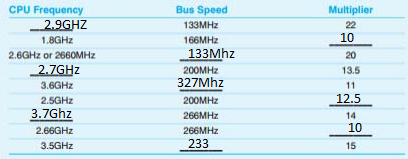 CPU Frequency Bus Speed Multiplier
2.9GHZ 133MHz 22
1.8GHz 166MHz 10
2.6GHz or 2660MHz 133Mhz 20
2.7GHz 200MHz 13.5
3.6GHz 327Mhz 11
2.5GHz 200MHz 12.5
3.7Ghz 266MHz 14
2.66GHz 266MHz 10
3.5GHz 233 15